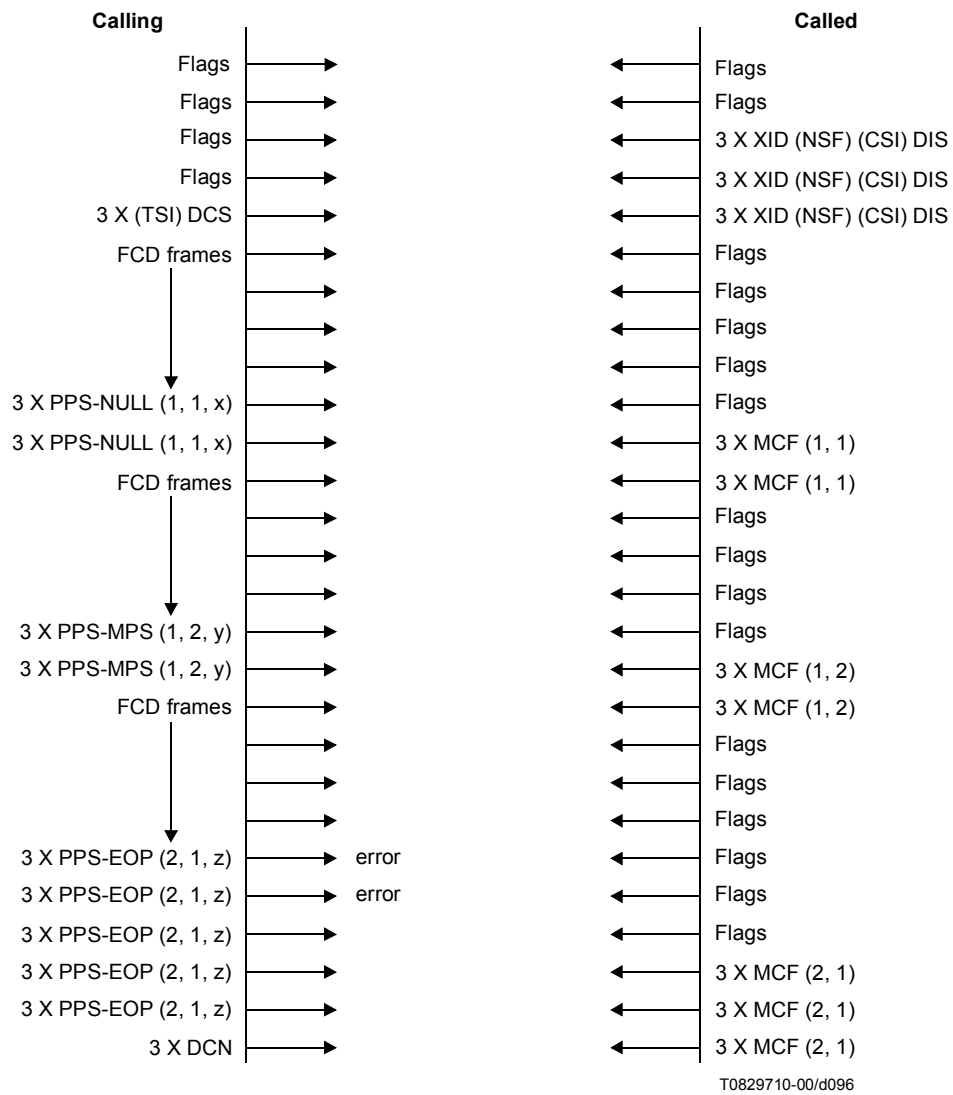 Calling Called
Flags Flags
Flags Flags
Flags 3 X XID (NSF) (CSI) DIS
Flags 3 X XID (NSF) (CSI) DIS
3 X (TSI) DCS 3 X XID (NSF) (CSI) DIS
FCD frames Flags
Flags
Flags
Flags
3 X PPS-NULL (1, 1, x) Flags
3 X PPS-NULL (1, 1, x) 3 X MCF (1, 1)
FCD frames 3 X MCF (1, 1)
Flags
Flags
Flags
3 X PPS-MPS (1, 2, y) Flags
3 X PPS-MPS (1, 2, y) 3 X MCF (1, 2)
FCD frames 3 X MCF (1, 2)
Flags
Flags
Flags
3 X PPS-EOP (2, 1, z) error Flags
3 X PPS-EOP (2, 1, z) error Flags
3 X PPS-EOP (2, 1, z) Flags
3 X PPS-EOP (2, 1, z) 3 X MCF (2, 1)
3 X PPS-EOP (2, 1, z) 3 X MCF (2, 1)
3 X DCN 3 X MCF (2, 1)
T0829710-00/d096